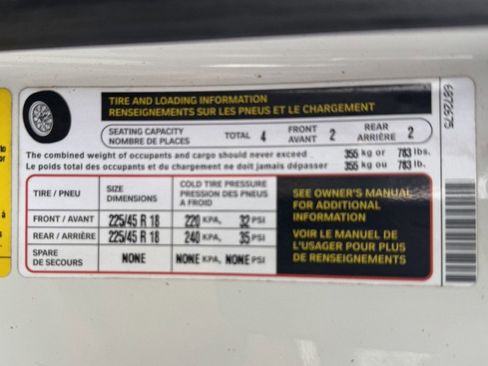 TIRE AND LOADING INFORMATION
RENSEIGNEMENTS SUR LES PNEUS ET LE CHARGEMENT
SEATING CAPACITY
NOMBRE DE PLACES
TOTAL 4
FRONT
AVANT 2
REAR
ARRIÈRE 2
The combined weight of occupants and cargo should never exceed 355 kg or 783 lbs.
Le poids total des occupants et du chargement ne doit jamais dépasser 355 kg ou 783 lb.
TIRE / PNEU
SIZE
DIMENSIONS
COLD TIRE PRESSURE
PRESSION DES PNEUS
A FROID
FRONT / AVANT 225/45 R 18 220 KPA, 32 PSI
REAR / ARRIÈRE 225/45 R 18 240 KPA, 35 PSI
SPARE
DE SECOURS
NONE NONE KPA, NONE PSI
SEE OWNER'S MANUAL
FOR ADDITIONAL
INFORMATION
VOIR LE MANUEL DE
L'USAGER POUR PLUS
DE RENSEIGNEMENTS
to
or
à